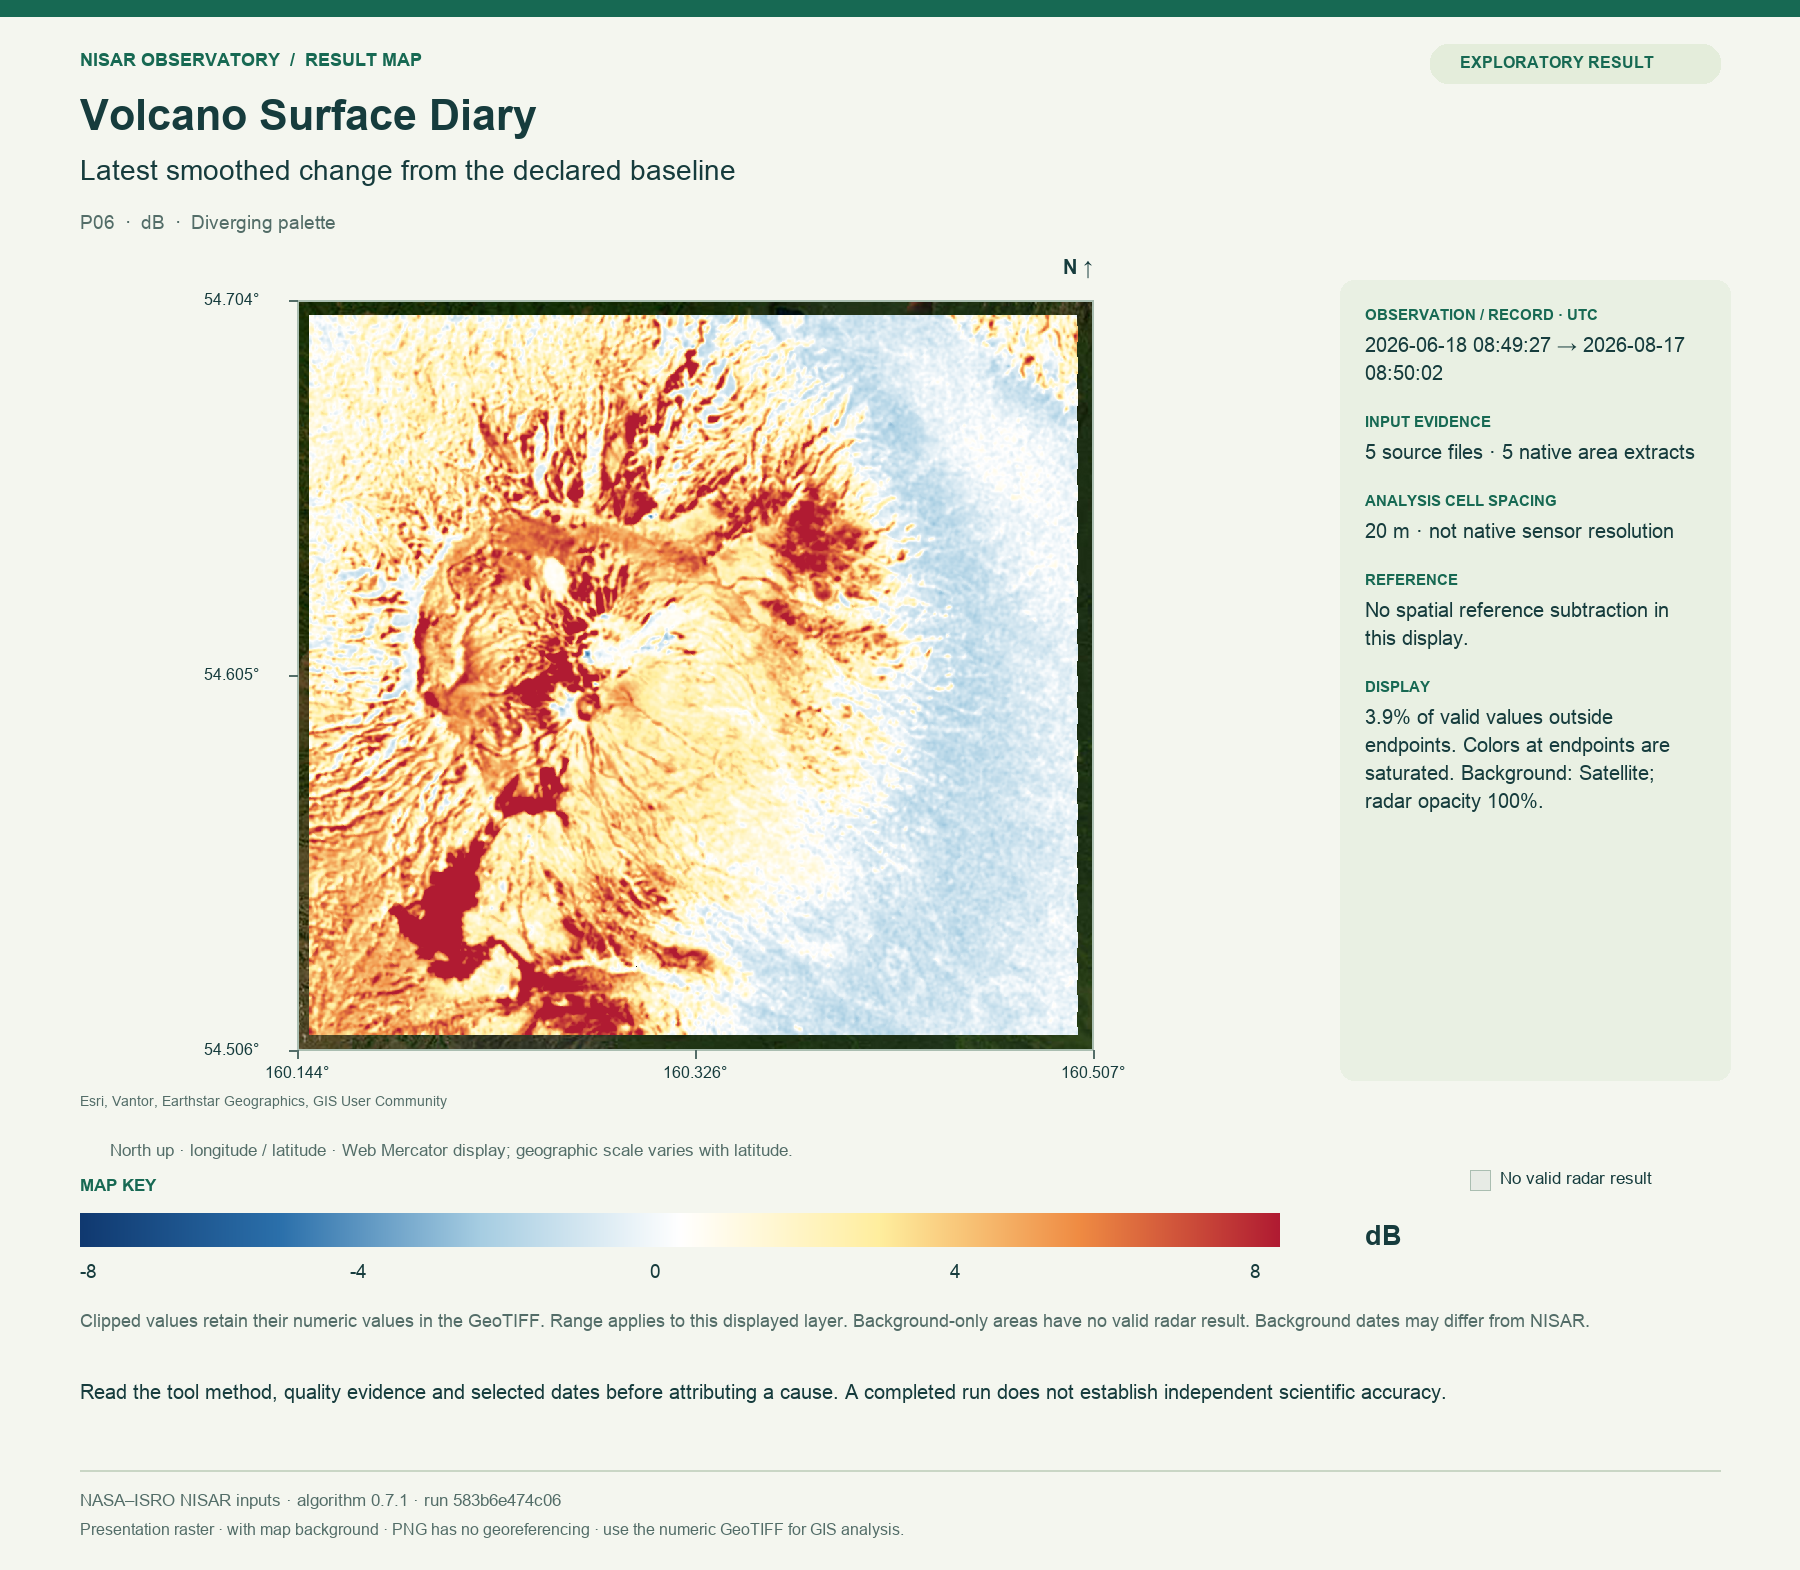 NISAR OBSERVATORY / RESULT MAP
EXPLORATORY RESULT
Volcano Surface Diary
Latest smoothed change from the declared baseline
P06 · dB · Diverging palette
N ↑
54.704°
54.605°
54.506°
160.144°
160.326°
160.507°
OBSERVATION / RECORD · UTC
2026-06-18 08:49:27 → 2026-08-17
08:50:02
INPUT EVIDENCE
5 source files · 5 native area extracts
ANALYSIS CELL SPACING
20 m · not native sensor resolution
REFERENCE
No spatial reference subtraction in
this display.
DISPLAY
3.9% of valid values outside
endpoints. Colors at endpoints are
saturated. Background: Satellite;
radar opacity 100%.
Esri, Vantor, Earthstar Geographics, GIS User Community
North up · longitude / latitude · Web Mercator display; geographic scale varies with latitude.
MAP KEY
No valid radar result
dB
-8
-4
0
4
8
Clipped values retain their numeric values in the GeoTIFF. Range applies to this displayed layer. Background-only areas have no valid radar result. Background dates may differ from NISAR.
Read the tool method, quality evidence and selected dates before attributing a cause. A completed run does not establish independent scientific accuracy.
NASA–ISRO NISAR inputs · algorithm 0.7.1 · run 583b6e474c06
Presentation raster · with map background · PNG has no georeferencing · use the numeric GeoTIFF for GIS analysis.